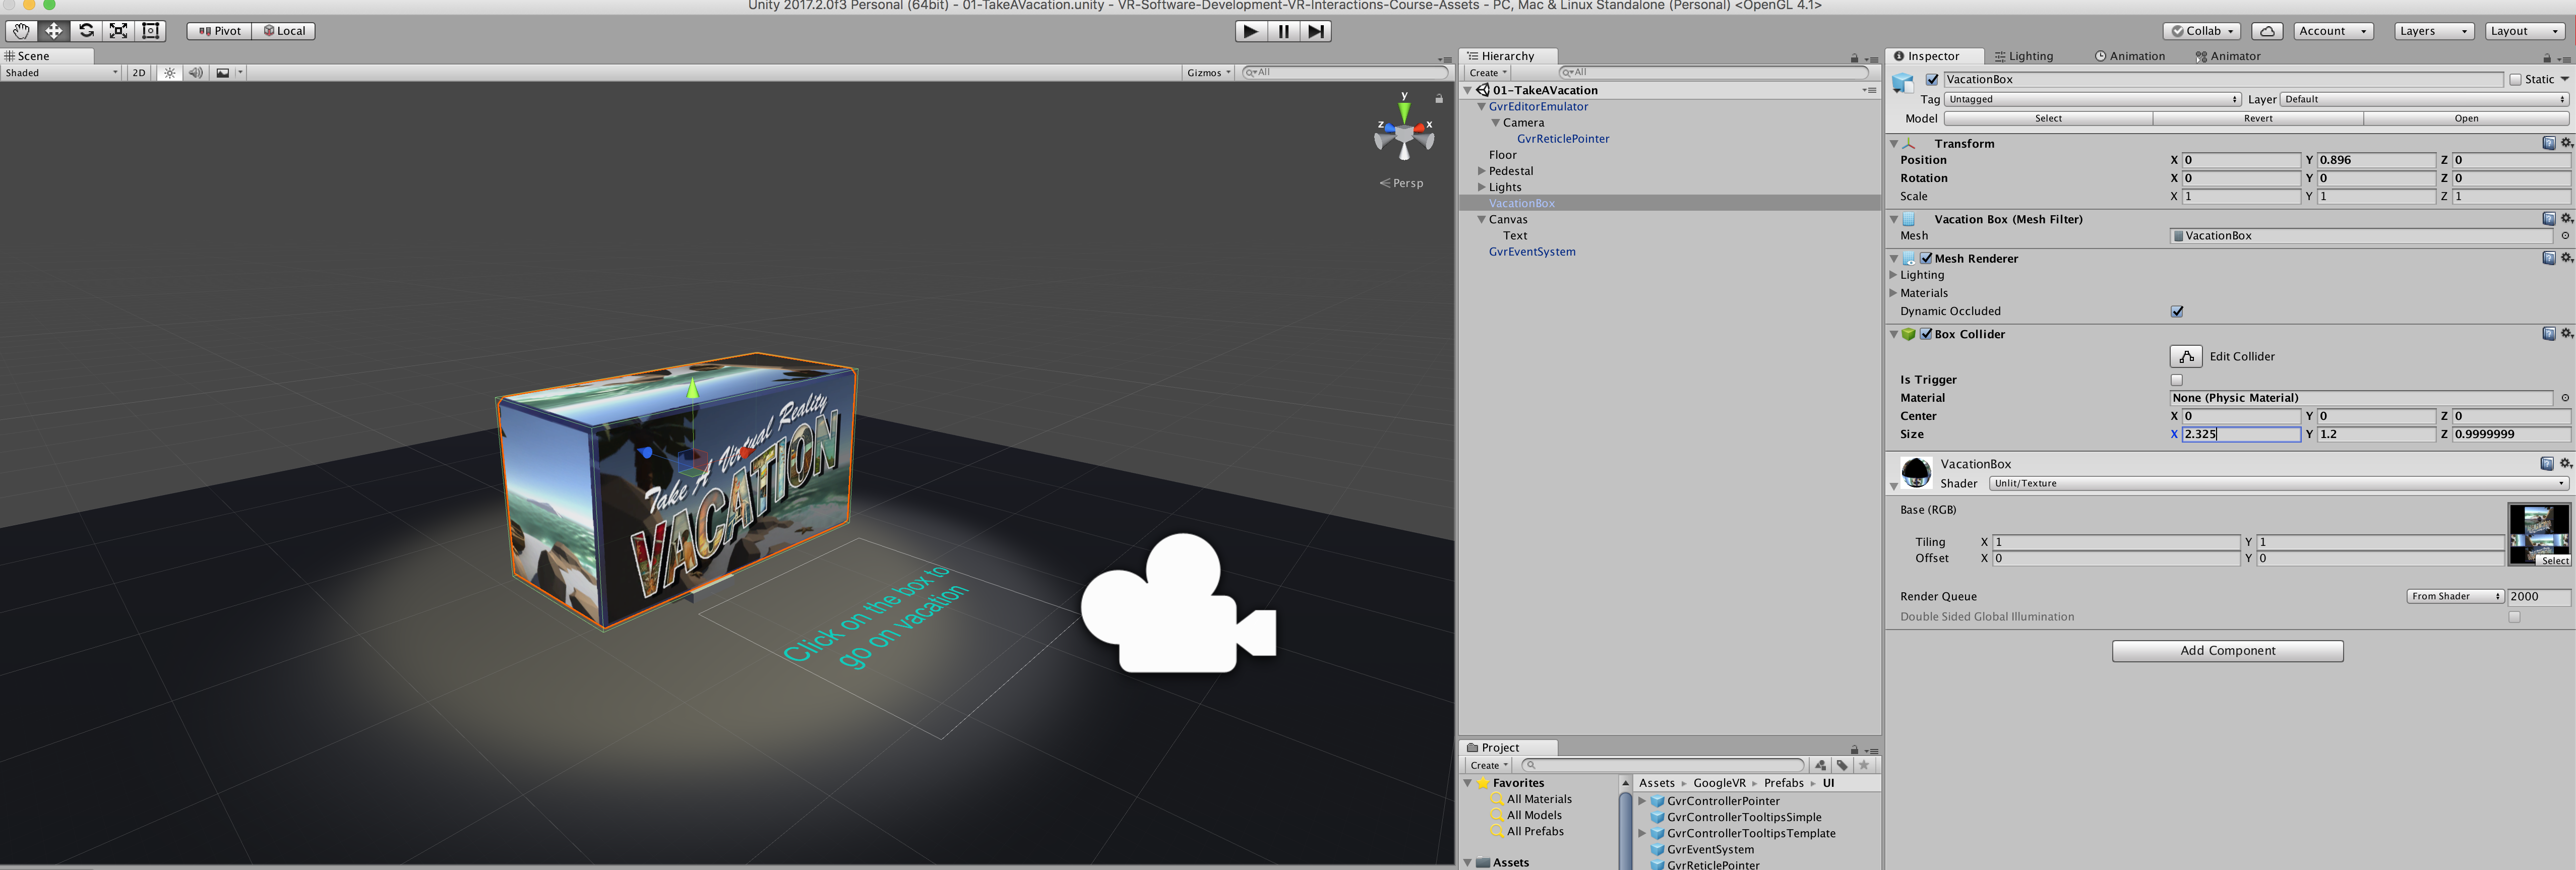 Unity 2017.2.0f3 Personal (64bit) - 01-TakeAVacation.unity - VR-Software-Development-VR-Interactions-Course-Assets - PC, Mac & Linux Standalone (Personal) <OpenGL 4.1>
Pivot Local
Collab Account Layers Layout
Scene
Shaded 2D Gizmos All
y
z x
Persp
Take A Virtual Reality
VACATION
Click on the box to
go on vacation
Hierarchy
Create All
01-TakeAVacation
GvrEditorEmulator
Camera
GvrReticlePointer
Floor
Pedestal
Lights
VacationBox
Canvas
Text
GvrEventSystem
Project
Create
Favorites
All Materials
All Models
All Prefabs
Assets
Assets GoogleVR Prefabs UI
GvrControllerPointer
GvrControllerTooltipsSimple
GvrControllerTooltipsTemplate
GvrEventSystem
GvrReticlePointer
Inspector Lighting Animation Animator
VacationBox Static
Tag Untagged Layer Default
Model Select Revert Open
Transform
Position X 0 Y 0.896 Z 0
Rotation X 0 Y 0 Z 0
Scale X 1 Y 1 Z 1
Vacation Box (Mesh Filter)
Mesh VacationBox
Mesh Renderer
Lighting
Materials
Dynamic Occluded
Box Collider
Edit Collider
Is Trigger
Material None (Physic Material)
Center X 0 Y 0 Z 0
Size X 2.325 Y 1.2 Z 0.9999999
VacationBox
Shader Unlit/Texture
Base (RGB)
Tiling X 1 Y 1
Offset X 0 Y 0
Select
Render Queue From Shader 2000
Double Sided Global Illumination
Add Component